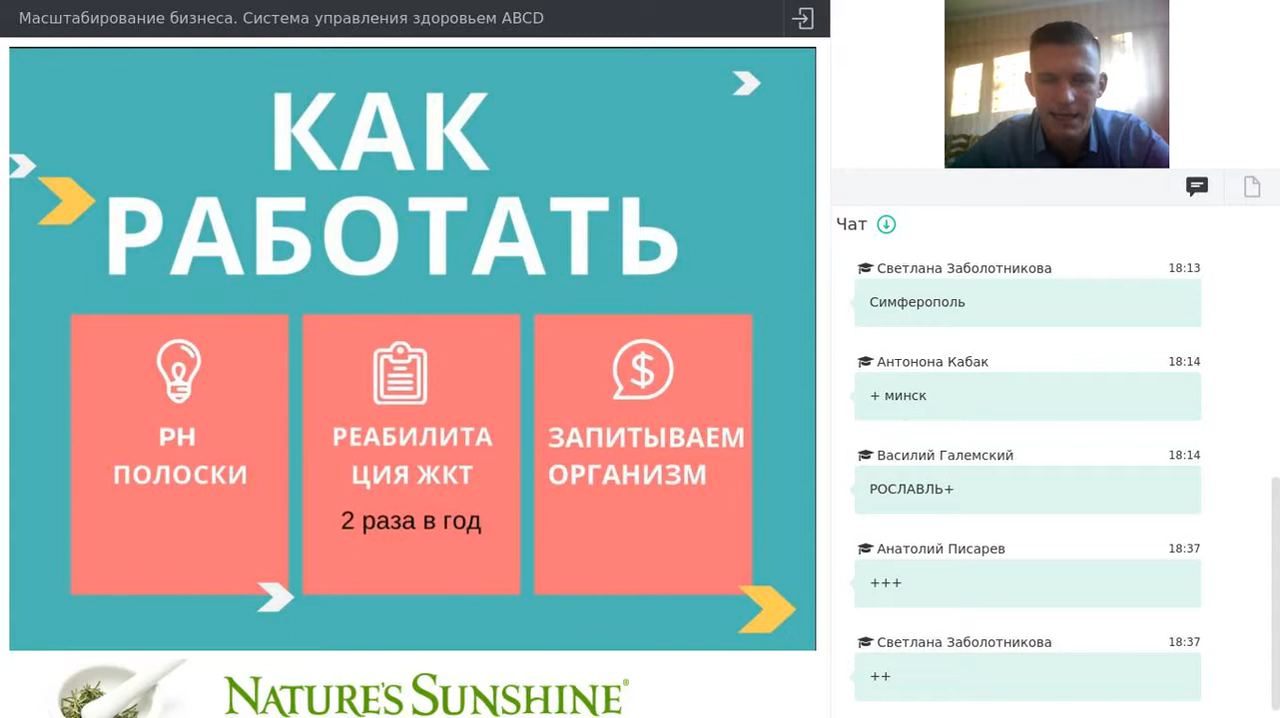 Масштабирование бизнеса. Система управления здоровьем ABCD
КАК
РАБОТАТЬ
PH
ПОЛОСКИ
РЕАБИЛИТА
ЦИЯ ЖКТ
2 раза в год
ЗАПИТЫВАЕМ
ОРГАНИЗМ
NATURE'S SUNSHINE®
Чат
Светлана Заболотникова 18:13
Симферополь
Антонона Кабак 18:14
+ минск
Василий Галемский 18:14
РОСЛАВЛЬ+
Анатолий Писарев 18:37
+++
Светлана Заболотникова 18:37
++